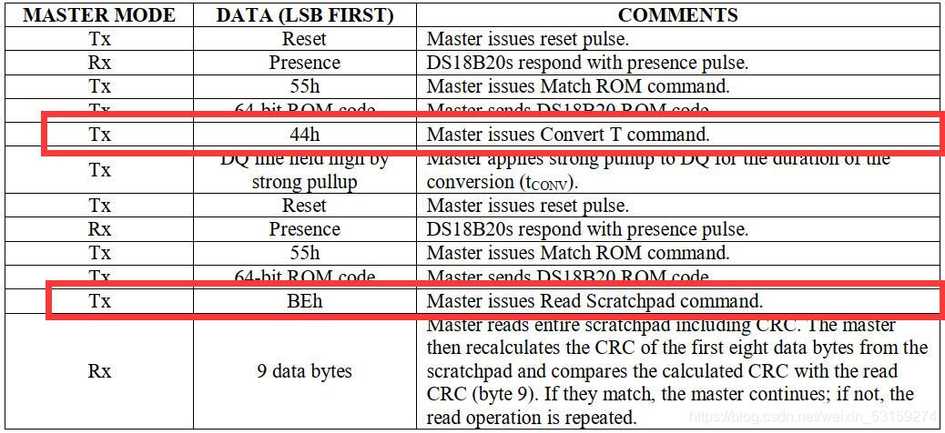 MASTER MODE DATA (LSB FIRST) COMMENTS
Tx Reset Master issues reset pulse.
Rx Presence DS18B20s respond with presence pulse.
Tx 55h Master issues Match ROM command.
Tx 64-bit ROM code Master sends DS18B20 ROM code.
Tx 44h Master issues Convert T command.
Tx DQ line held high by strong pullup Master applies strong pullup to DQ for the duration of the
conversion (tCONV).
Tx Reset Master issues reset pulse.
Rx Presence DS18B20s respond with presence pulse.
Tx 55h Master issues Match ROM command.
Tx 64-bit ROM code Master sends DS18B20 ROM code.
Tx BEh Master issues Read Scratchpad command.
Rx 9 data bytes Master reads entire scratchpad including CRC. The master
then recalculates the CRC of the first eight data bytes from the
scratchpad and compares the calculated CRC with the read
CRC (byte 9). If they match, the master continues; if not, the
read operation is repeated.
https://blog.csdn.net/weixin_53159274